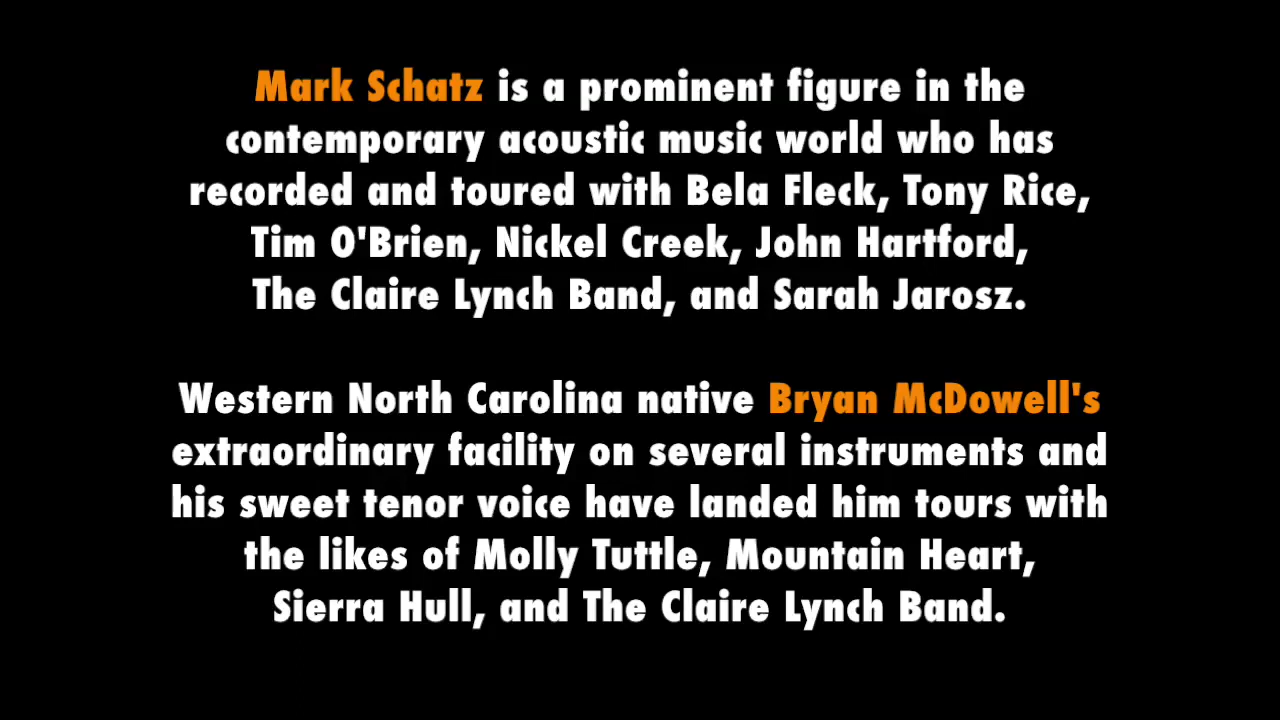 Mark Schatz is a prominent figure in the
contemporary acoustic music world who has
recorded and toured with Bela Fleck, Tony Rice,
Tim O'Brien, Nickel Creek, John Hartford,
The Claire Lynch Band, and Sarah Jarosz.
Western North Carolina native Bryan McDowell's
extraordinary facility on several instruments and
his sweet tenor voice have landed him tours with
the likes of Molly Tuttle, Mountain Heart,
Sierra Hull, and The Claire Lynch Band.